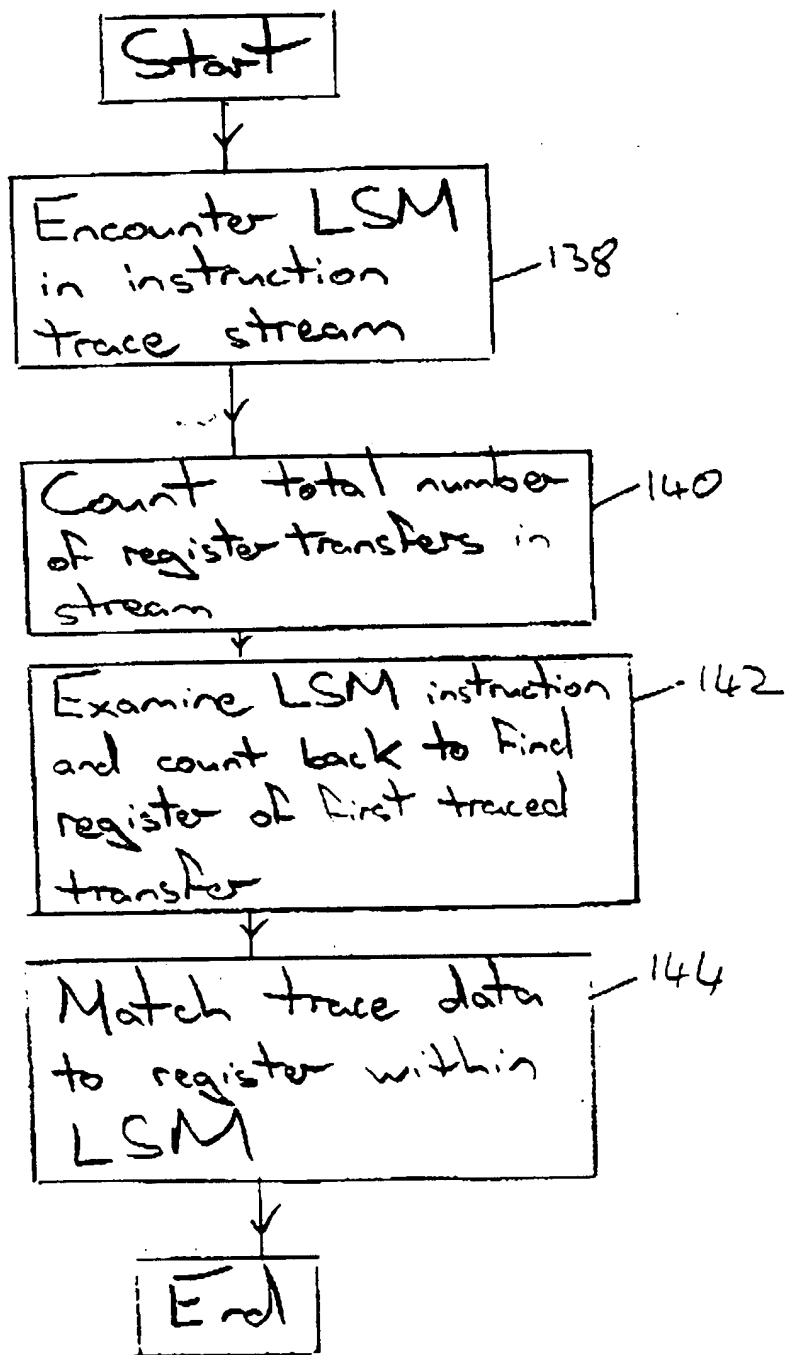 Start
Encounter LSM
in instruction
trace stream
138
Count total number
of register transfers in
stream
140
Examine LSM instruction
and count back to find
register of first traced
transfer
142
Match trace data
to register within
LSM
144
End